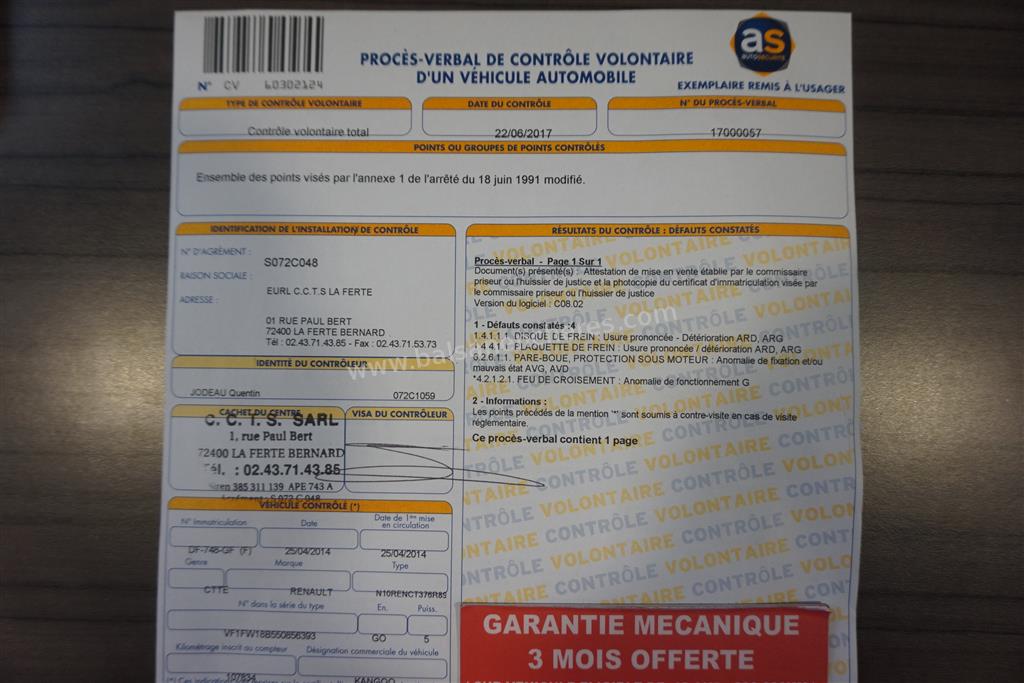 as
autosécurité
PROCÈS-VERBAL DE CONTRÔLE VOLONTAIRE
D'UN VÉHICULE AUTOMOBILE
EXEMPLAIRE REMIS À L'USAGER
N° CV 60302124
TYPE DE CONTRÔLE VOLONTAIRE
Contrôle volontaire total
DATE DU CONTRÔLE
22/06/2017
N° DU PROCÈS-VERBAL
17000057
POINTS OU GROUPES DE POINTS CONTRÔLÉS
Ensemble des points visés par l'annexe 1 de l'arrêté du 18 juin 1991 modifié.
IDENTIFICATION DE L'INSTALLATION DE CONTRÔLE
N° D'AGRÉMENT :
S072C048
RAISON SOCIALE :
EURL C.C.T.S LA FERTE
ADRESSE :
01 RUE PAUL BERT
72400 LA FERTE BERNARD
Tél : 02.43.71.43.85 - Fax : 02.43.71.53.73
IDENTITÉ DU CONTRÔLEUR
JODEAU Quentin 072C1059
CACHET DU CENTRE
C. C. T. S. SARL
1, rue Paul Bert
72400 LA FERTE BERNARD
Tél. : 02.43.71.43.85
Siren 385 311 139 APE 743 A
Agrément : S 072 C 048
VISA DU CONTRÔLEUR
VÉHICULE CONTRÔLÉ (*)
N° immatriculation
DF-748-GF (F)
Date
25/04/2014
Date de 1ère mise
en circulation
25/04/2014
Genre
CTTE
Marque
RENAULT
Type
N10RENCT376R89
N° dans la série du type
VF1FW18B550656393
En.
GO
Puiss.
5
Kilométrage inscrit au compteur
107834
Désignation commerciale du véhicule
KANGOO
RÉSULTATS DU CONTRÔLE : DÉFAUTS CONSTATÉS
Procès-verbal - Page 1 Sur 1
Document(s) présenté(s) : Attestation de mise en vente établie par le commissaire
priseur ou l'huissier de justice et la photocopie du certificat d'immatriculation visée par
le commissaire priseur ou l'huissier de justice
Version du logiciel : C08.02
1 - Défauts constatés :4
1.4.1.1.1. DISQUE DE FREIN : Usure prononcée - Détérioration ARD, ARG
1.4.4.1.1. PLAQUETTE DE FREIN : Usure prononcée / détérioration ARD, ARG
6.2.6.1.1. PARE-BOUE, PROTECTION SOUS MOTEUR : Anomalie de fixation et/ou
mauvais état AVG, AVD
*4.2.1.2.1. FEU DE CROISEMENT : Anomalie de fonctionnement G
2 - Informations :
Les points précédés de la mention '*' sont soumis à contre-visite en cas de visite
réglementaire.
Ce procès-verbal contient 1 page
GARANTIE MECANIQUE
3 MOIS OFFERTE